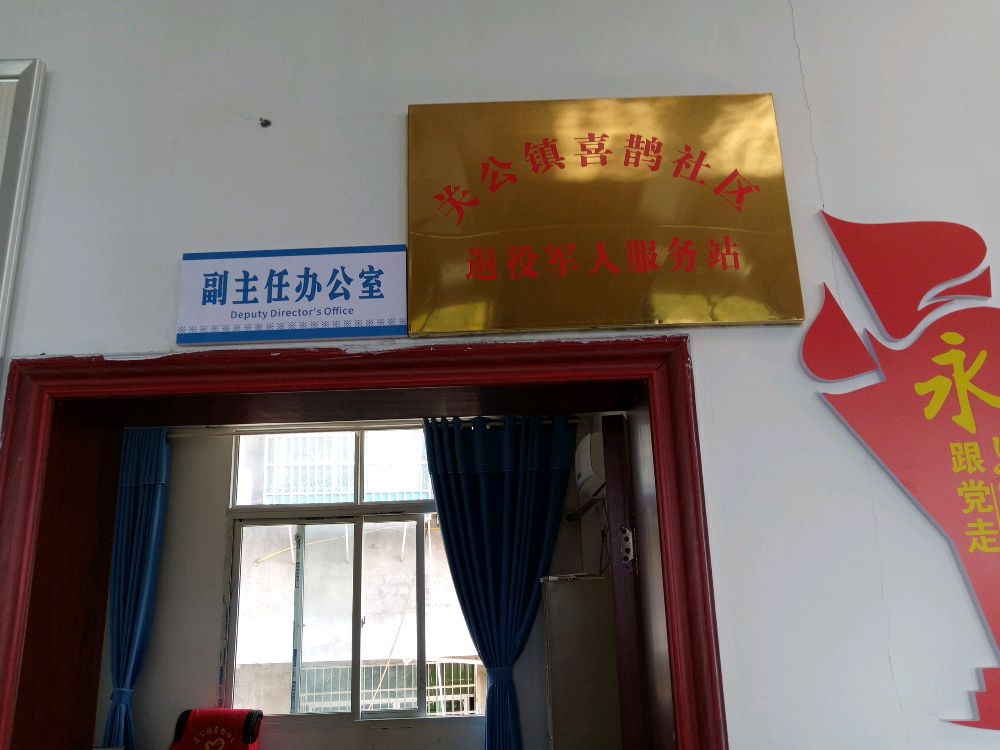 关公镇喜鹊社区
退役军人服务站
副主任办公室
Deputy Director's Office
永
跟党走